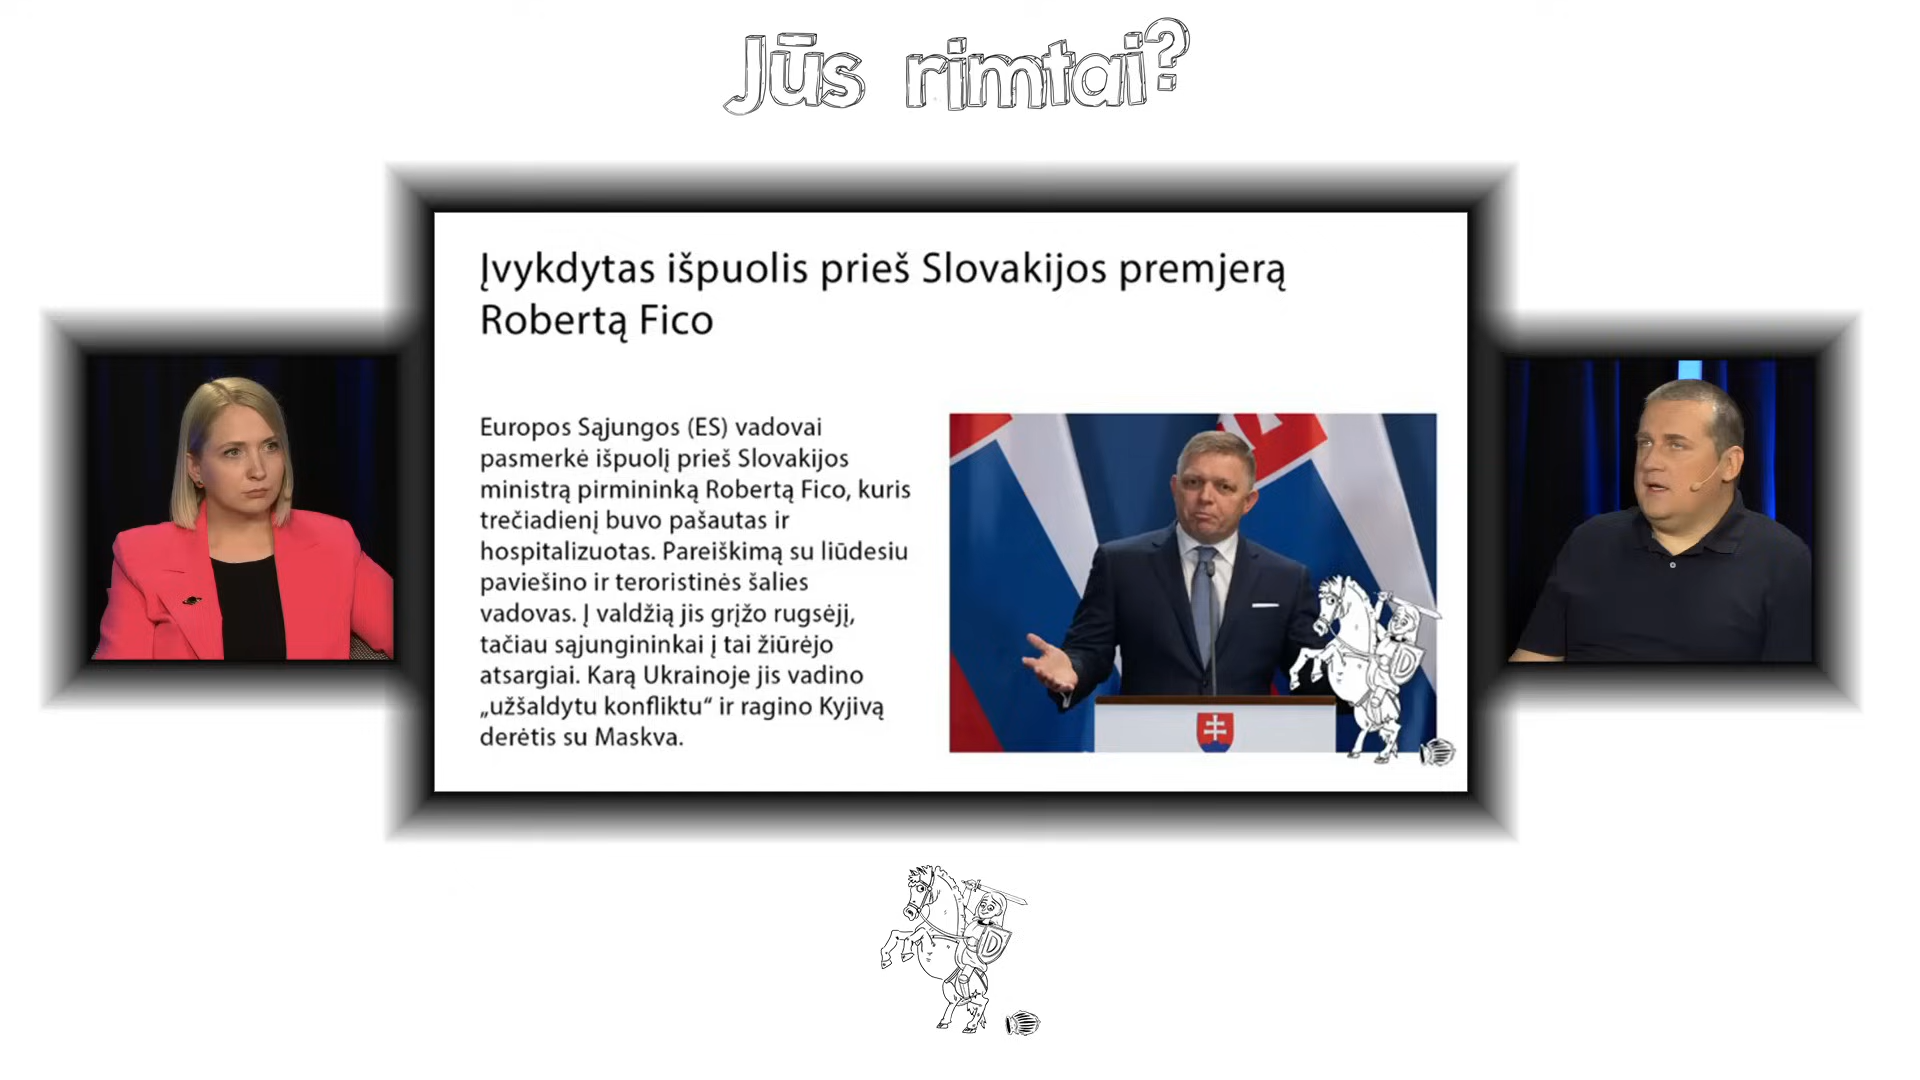 Jūs rimtai?
Įvykdytas išpuolis prieš Slovakijos premjerą
Robertą Fico
Europos Sąjungos (ES) vadovai
pasmerkė išpuolį prieš Slovakijos
ministrą pirmininką Robertą Fico, kuris
trečiadienį buvo pašautas ir
hospitalizuotas. Pareiškimą su liūdesiu
paviešino ir teroristinės šalies
vadovas. Į valdžią jis grįžo rugsėjį,
tačiau sąjungininkai į tai žiūrėjo
atsargiai. Karą Ukrainoje jis vadino
„užšaldytu konfliktu“ ir ragino Kyjivą
derėtis su Maskva.
D
D